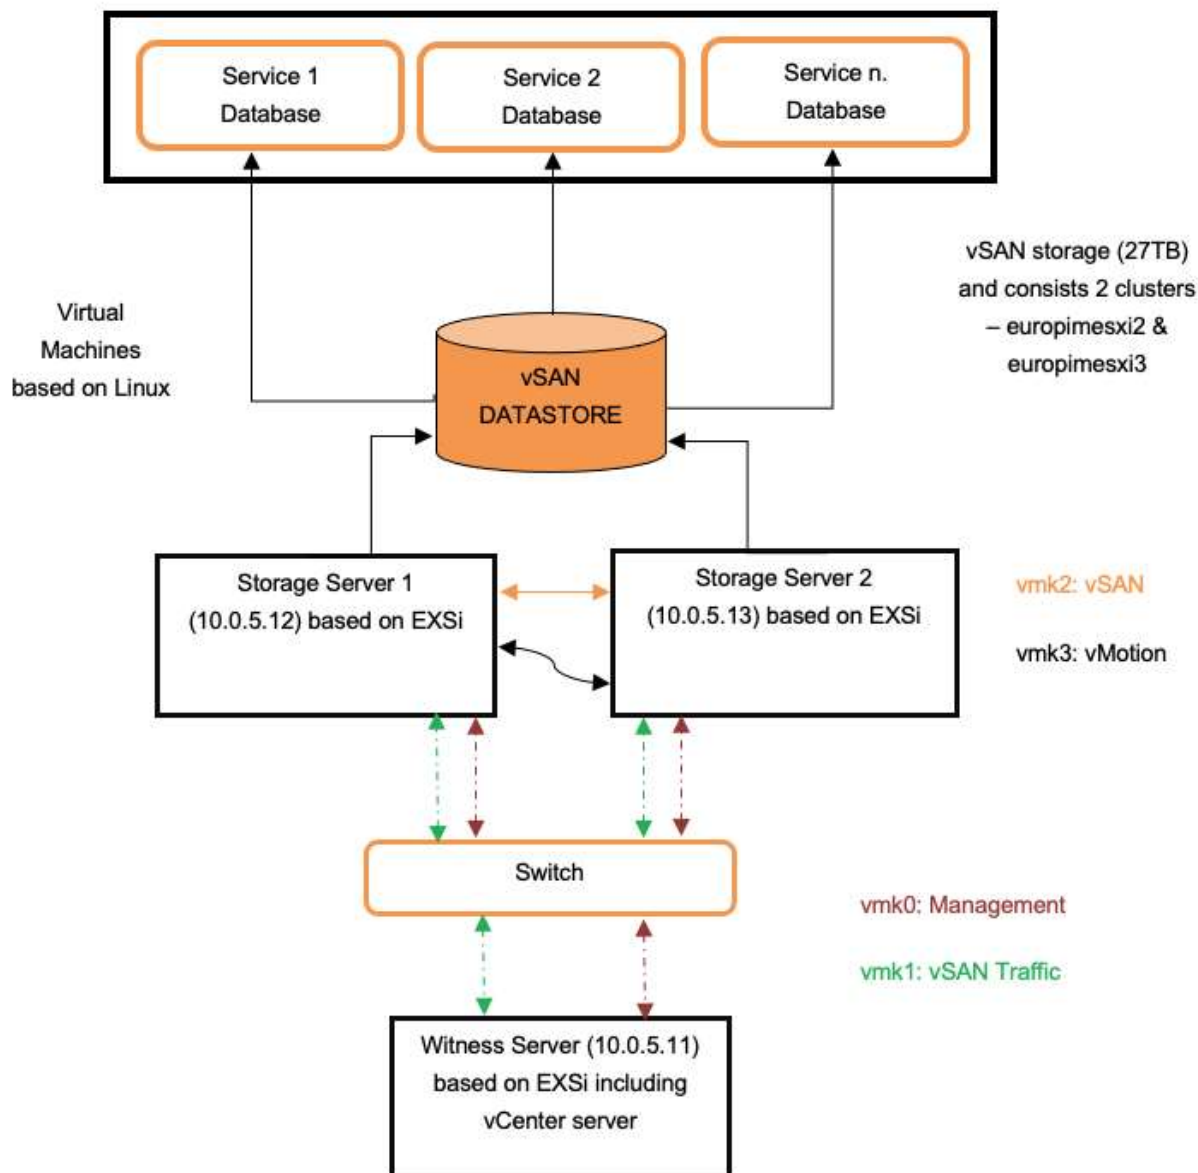 Service 1
Database
Service 2
Database
Service n.
Database
vSAN storage (27TB)
and consists 2 clusters
– europimesxi2 &
europimesxi3
Virtual
Machines
based on Linux
vSAN
DATASTORE
Storage Server 1
(10.0.5.12) based on EXSi
Storage Server 2
(10.0.5.13) based on EXSi
vmk2: vSAN
vmk3: vMotion
Switch
vmk0: Management
vmk1: vSAN Traffic
Witness Server (10.0.5.11)
based on EXSi including
vCenter server